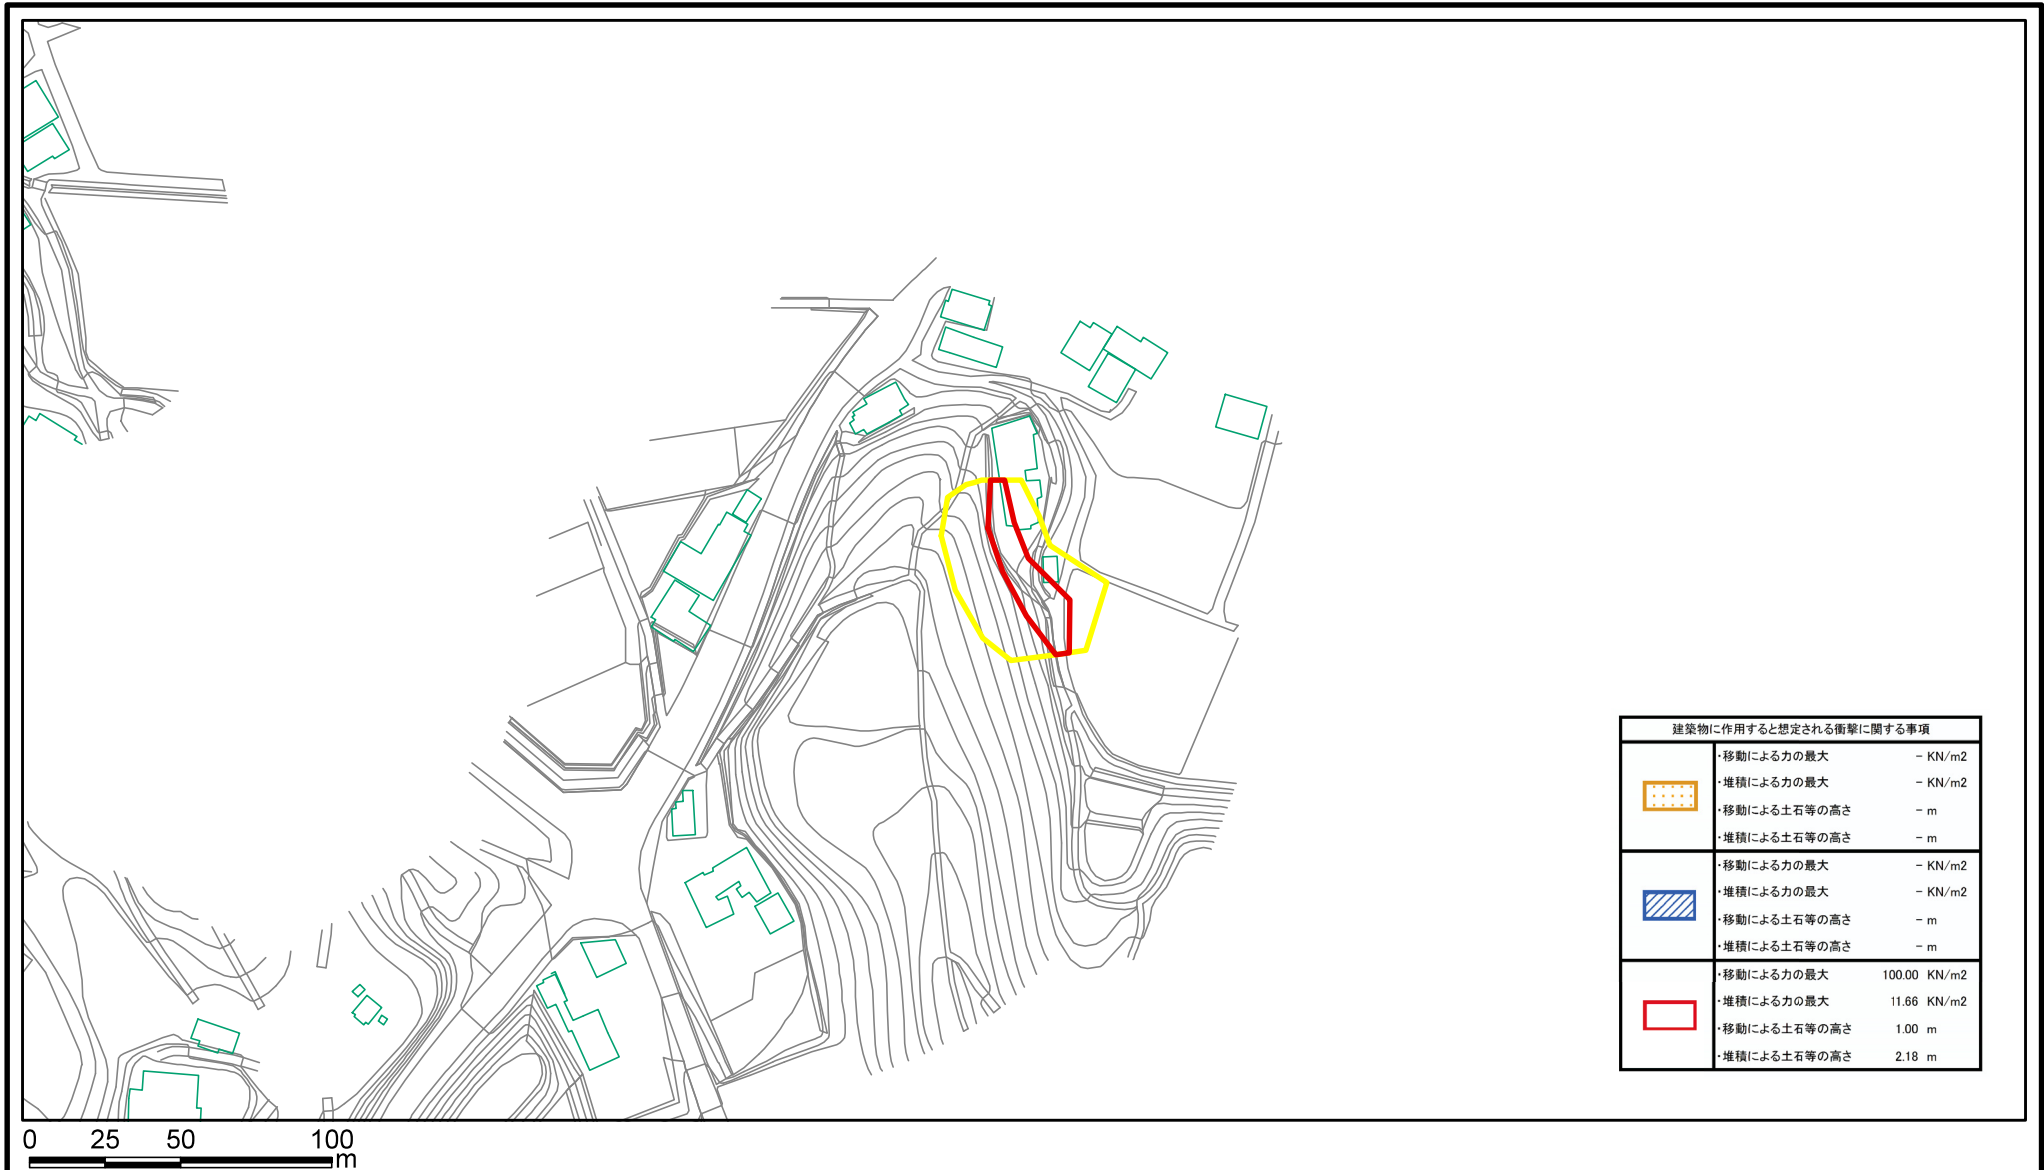 建築物に作用すると想定される衝撃に関する事項
・移動による力の最大 － KN/m2
・堆積による力の最大 － KN/m2
・移動による土石等の高さ － m
・堆積による土石等の高さ － m
・移動による力の最大 － KN/m2
・堆積による力の最大 － KN/m2
・移動による土石等の高さ － m
・堆積による土石等の高さ － m
・移動による力の最大 100.00 KN/m2
・堆積による力の最大 11.66 KN/m2
・移動による土石等の高さ 1.00 m
・堆積による土石等の高さ 2.18 m
0 25 50 100
m